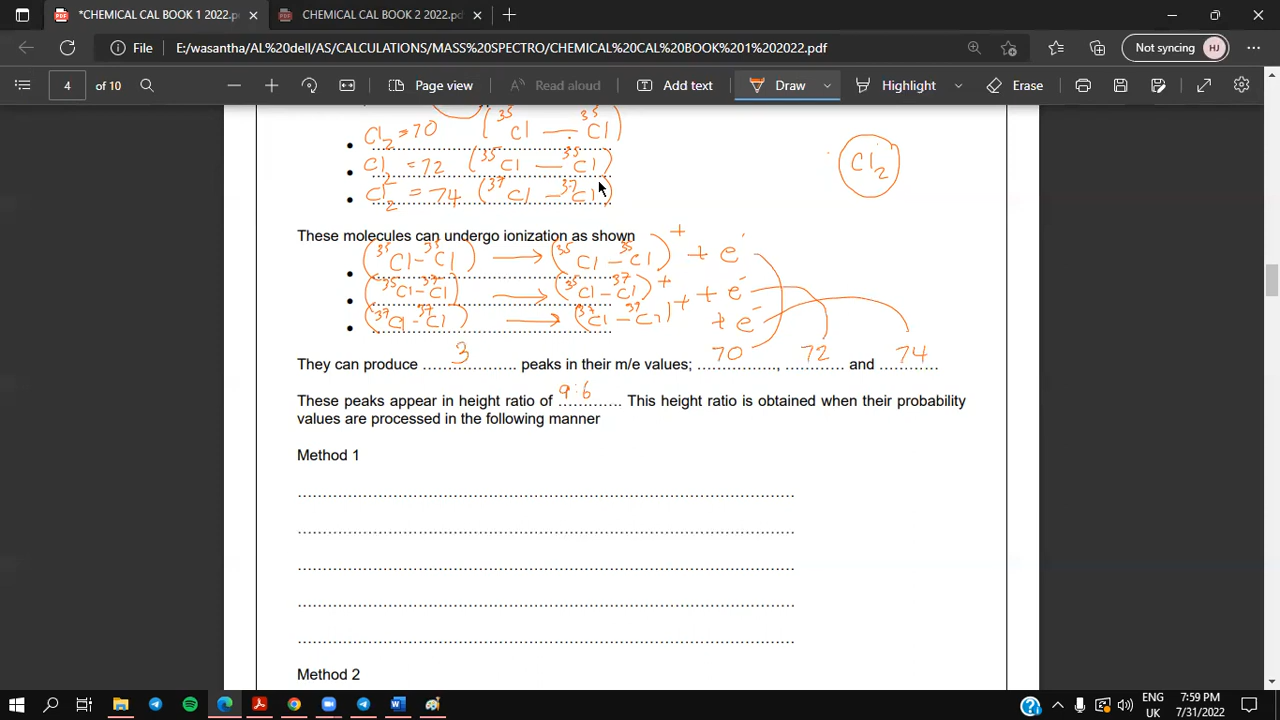 *CHEMICAL CAL BOOK 1 2022.p
CHEMICAL CAL BOOK 2 2022.pdf
File
E:/wasantha/AL%20dell/AS/CALCULATIONS/MASS%20SPECTRO/CHEMICAL%20CAL%20BOOK%201%202022.pdf
Not syncing
HJ
4
of 10
Page view
Read aloud
Add text
Draw
Highlight
Erase
Cl2 = 70 (35Cl — 35Cl)
Cl2 = 72 (35Cl — 35Cl)
Cl2 = 74 (37Cl — 37Cl)
Cl2
These molecules can undergo ionization as shown
(35Cl-35Cl) → (35Cl-35Cl)+ + e-
(35Cl-37Cl) → (35Cl-37Cl)+ + e-
(37Cl-37Cl) → (37Cl-37Cl)+ + e-
They can produce ……3…………. peaks in their m/e values; …70…………, …72……… and …74………
These peaks appear in height ratio of 9:6…………. This height ratio is obtained when their probability
values are processed in the following manner
Method 1
Method 2
ENG
UK
7:59 PM
7/31/2022